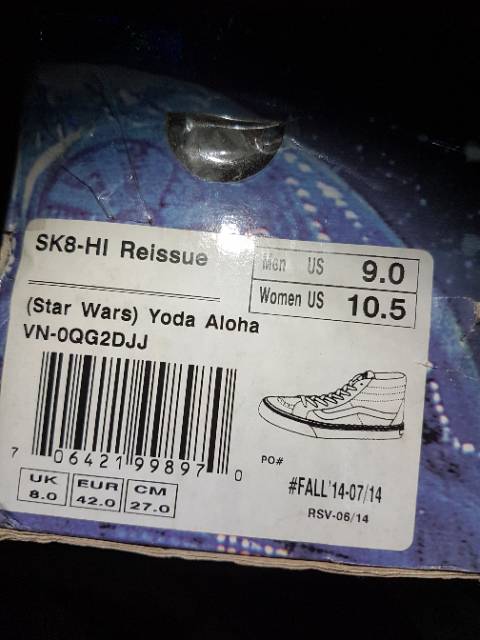 SK8-HI Reissue
Men US 9.0
Women US 10.5
(Star Wars) Yoda Aloha
VN-0QG2DJJ
7 06421 99897 0
PO#
#FALL'14-07/14
RSV-06/14
UK 8.0
EUR 42.0
CM 27.0